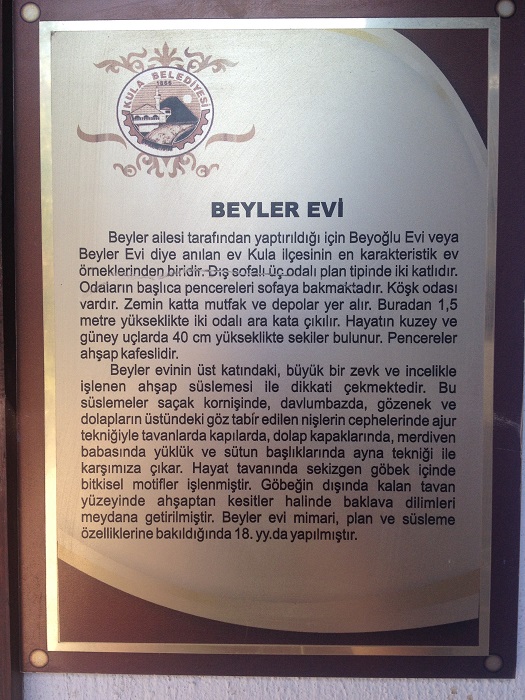 KULA BELEDİYESİ
BEYLER EVİ
Beyler ailesi tarafından yaptırıldığı için Beyoğlu Evi veya
Beyler Evi diye anılan ev Kula ilçesinin en karakteristik ev
örneklerinden biridir. Dış sofalı üç odalı plan tipinde iki katlıdır.
Odaların başlıca pencereleri sofaya bakmaktadır. Köşk odası
vardır. Zemin katta mutfak ve depolar yer alır. Buradan 1,5
metre yükseklikte iki odalı ara kata çıkılır. Hayatın kuzey ve
güney uçlarda 40 cm yükseklikte sekiler bulunur. Pencereler
ahşap kafeslidir.
Beyler evinin üst katındaki, büyük bir zevk ve incelikle
işlenen ahşap süslemesi ile dikkati çekmektedir. Bu
süslemeler saçak kornişinde, davlumbazda, gözenek ve
dolapların üstündeki göz tabir edilen nişlerin cephelerinde ajur
tekniğiyle tavanlarda kapılarda, dolap kapaklarında, merdiven
babasında yüklük ve sütun başlıklarında ayna tekniği ile
karşımıza çıkar. Hayat tavanında sekizgen göbek içinde
bitkisel motifler işlenmiştir. Göbeğin dışında kalan tavan
yüzeyinde ahşaptan kesitler halinde baklava dilimleri
meydana getirilmiştir. Beyler evi mimari, plan ve süsleme
özelliklerine bakıldığında 18. yy.da yapılmıştır.